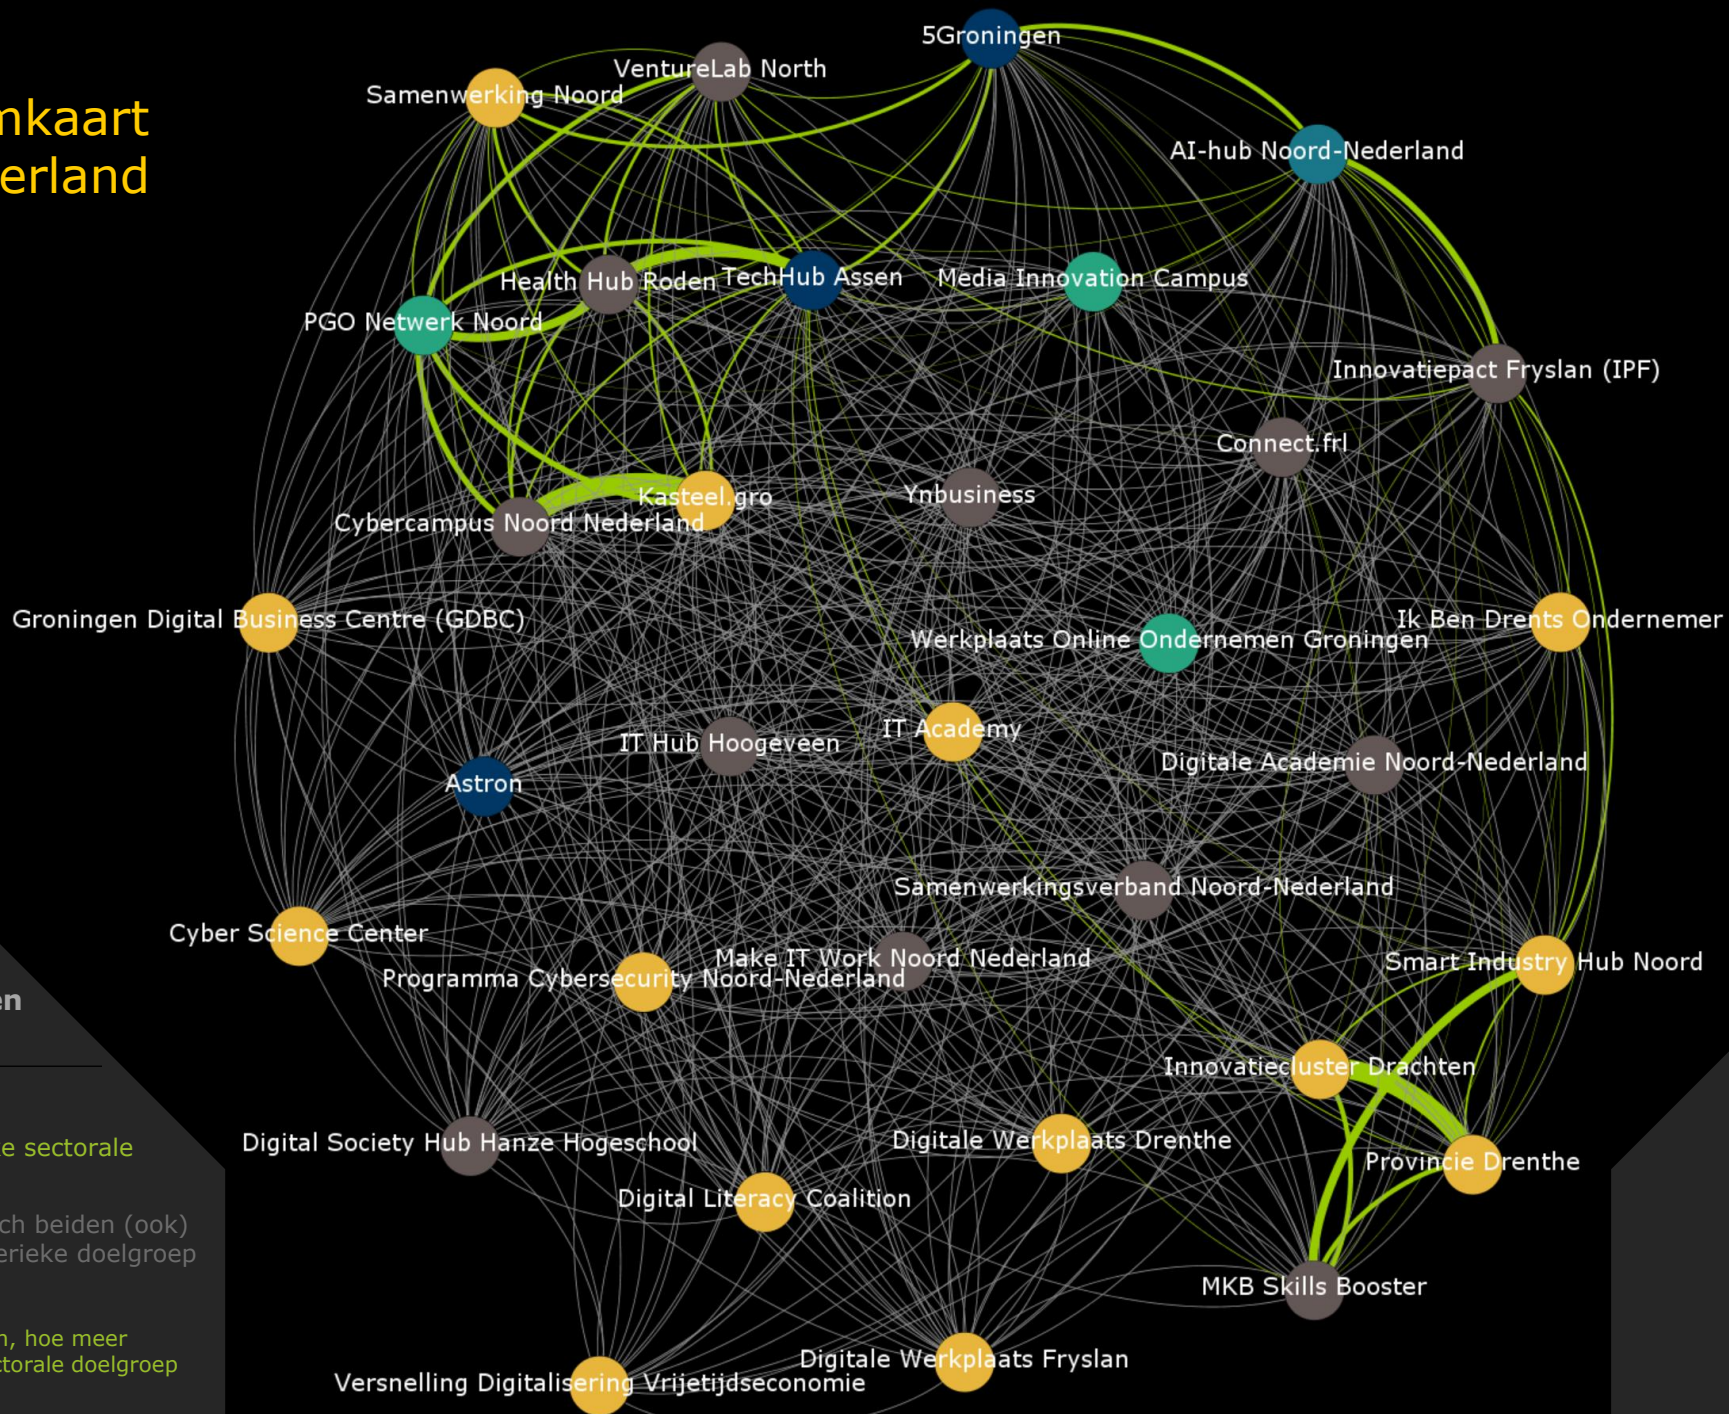 mkaart
erland
5Groningen
VentureLab North
Samenwerking Noord
AI-hub Noord-Nederland
Health Hub Roden
TechHub Assen
Media Innovation Campus
PGO Netwerk Noord
Innovatiepact Fryslan (IPF)
Connect.frl
Kasteel.gro
Ynbusiness
Cybercampus Noord Nederland
Groningen Digital Business Centre (GDBC)
Ik Ben Drents Ondernemer
Werkplaats Online Ondernemen Groningen
IT Academy
IT Hub Hoogeveen
Digitale Academie Noord-Nederland
Astron
Samenwerkingsverband Noord-Nederland
Cyber Science Center
Make IT Work Noord Nederland
Smart Industry Hub Noord
Programma Cybersecurity Noord-Nederland
en
Innovatiecluster Drachten
Digital Society Hub Hanze Hogeschool
Digitale Werkplaats Drenthe
ke sectorale
Provincie Drenthe
Digital Literacy Coalition
ch beiden (ook)
erieke doelgroep
MKB Skills Booster
n, hoe meer
ctorale doelgroep
Digitale Werkplaats Fryslan
Versnelling Digitalisering Vrijetijdseconomie